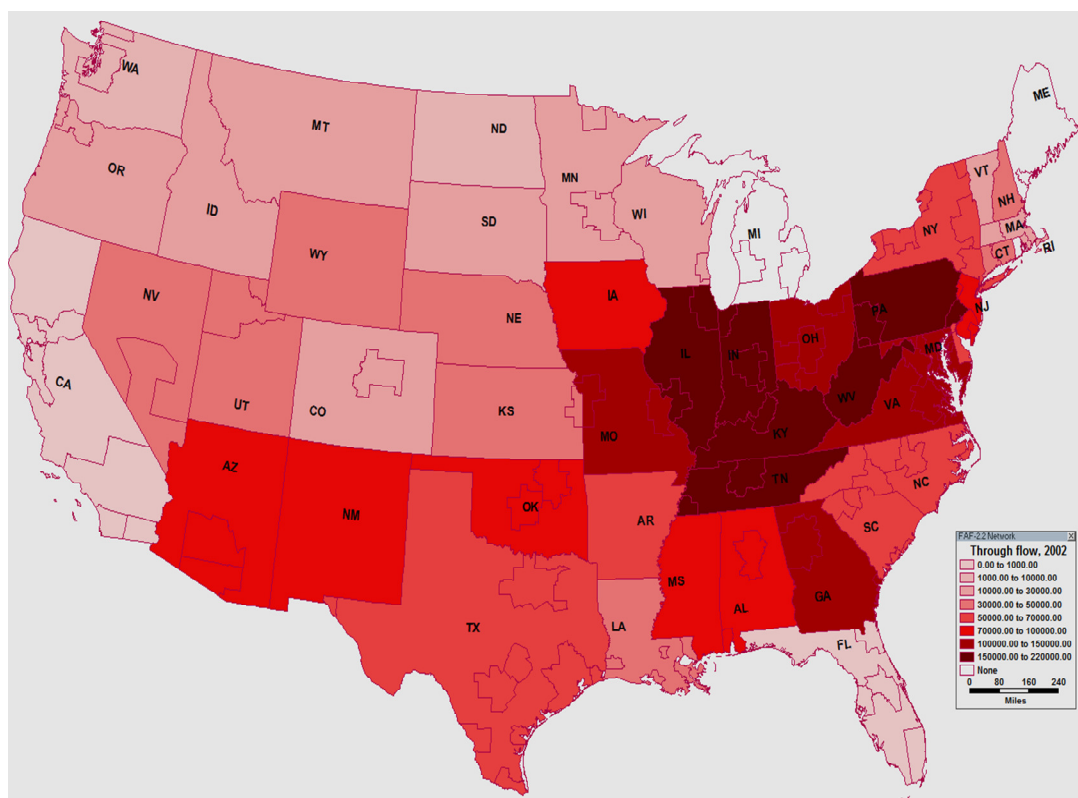 WA
MT
ND
ME
OR
ID
MN
VT
SD
WI
NH
NY
MA
MI
WY
CT
RI
NV
IA
NE
PA
NJ
OH
IL
IN
MD
CA
UT
CO
KS
WV
VA
MO
KY
AZ
TN
NM
OK
NC
AR
SC
MS
AL
GA
TX
LA
FL
FAF-2.2 Network
X
Through flow, 2002
0.00 to 1000.00
1000.00 to 10000.00
10000.00 to 30000.00
30000.00 to 50000.00
50000.00 to 70000.00
70000.00 to 100000.00
100000.00 to 150000.00
150000.00 to 220000.00
None
0 80 160 240
Miles